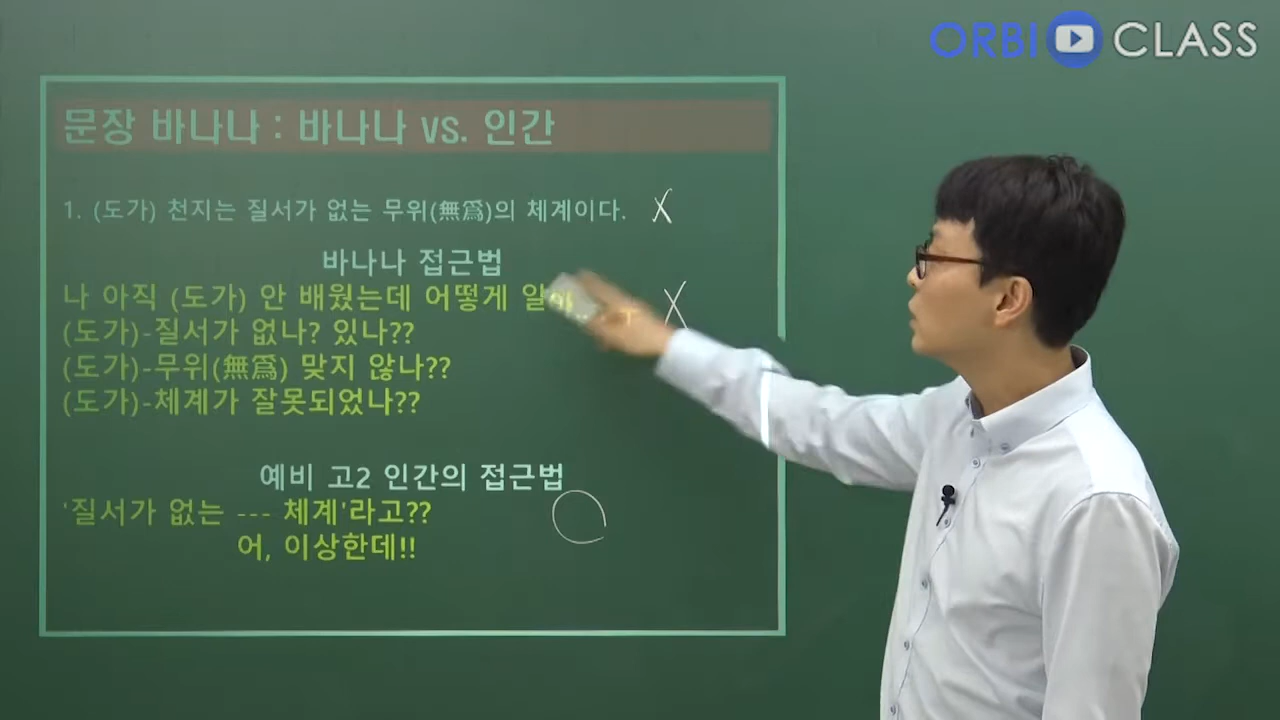 ORBI CLASS
문장 바나나 : 바나나 vs. 인간
1. (도가) 천지는 질서가 없는 무위(無爲)의 체계이다. X
바나나 접근법
나 아직 (도가) 안 배웠는데 어떻게 X
(도가)-질서가 없나? 있나??
(도가)-무위(無爲) 맞지 않나??
(도가)-체계가 잘못되었나??
예비 고2 인간의 접근법
'질서가 없는 --- 체계'라고??
어, 이상한데!!